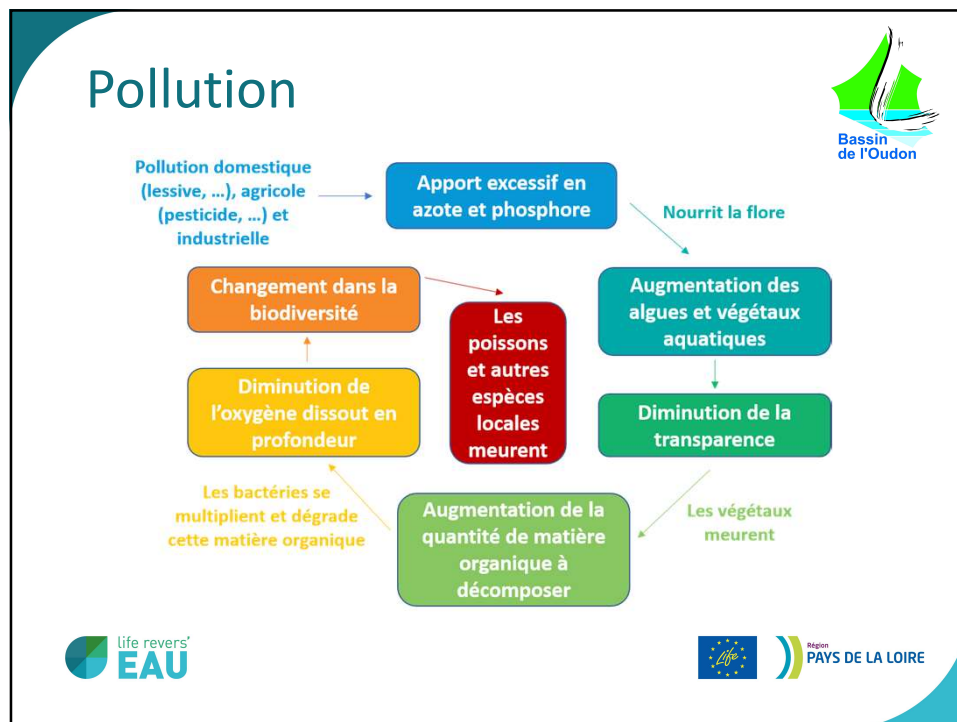 Pollution
Bassin
de l'Oudon
Pollution domestique
(lessive, ...), agricole
(pesticide, ...) et
industrielle
Apport excessif en
azote et phosphore
Nourrit la flore
Augmentation des
algues et végétaux
aquatiques
Diminution de la
transparence
Les végétaux
meurent
Augmentation de la
quantité de matière
organique à
décomposer
Les bactéries se
multiplient et dégrade
cette matière organique
Diminution de
l'oxygène dissout en
profondeur
Changement dans la
biodiversité
Les
poissons
et autres
espèces
locales
meurent
life revers'
EAU
Life
Région
PAYS DE LA LOIRE